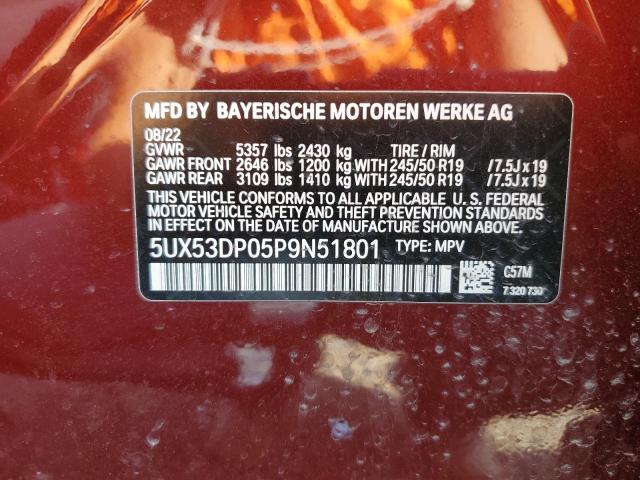 MFD BY BAYERISCHE MOTOREN WERKE AG
08/22
GVWR 5357 lbs 2430 kg TIRE / RIM
GAWR FRONT 2646 lbs 1200 kg WITH 245/50 R19 /7.5J x 19
GAWR REAR 3109 lbs 1410 kg WITH 245/50 R19 /7.5J x 19
THIS VEHICLE CONFORMS TO ALL APPLICABLE U. S. FEDERAL
MOTOR VEHICLE SAFETY AND THEFT PREVENTION STANDARDS IN
EFFECT ON THE DATE OF MANUFACTURE SHOWN ABOVE.
5UX53DP05P9N51801 TYPE: MPV
C57M
7 320 730